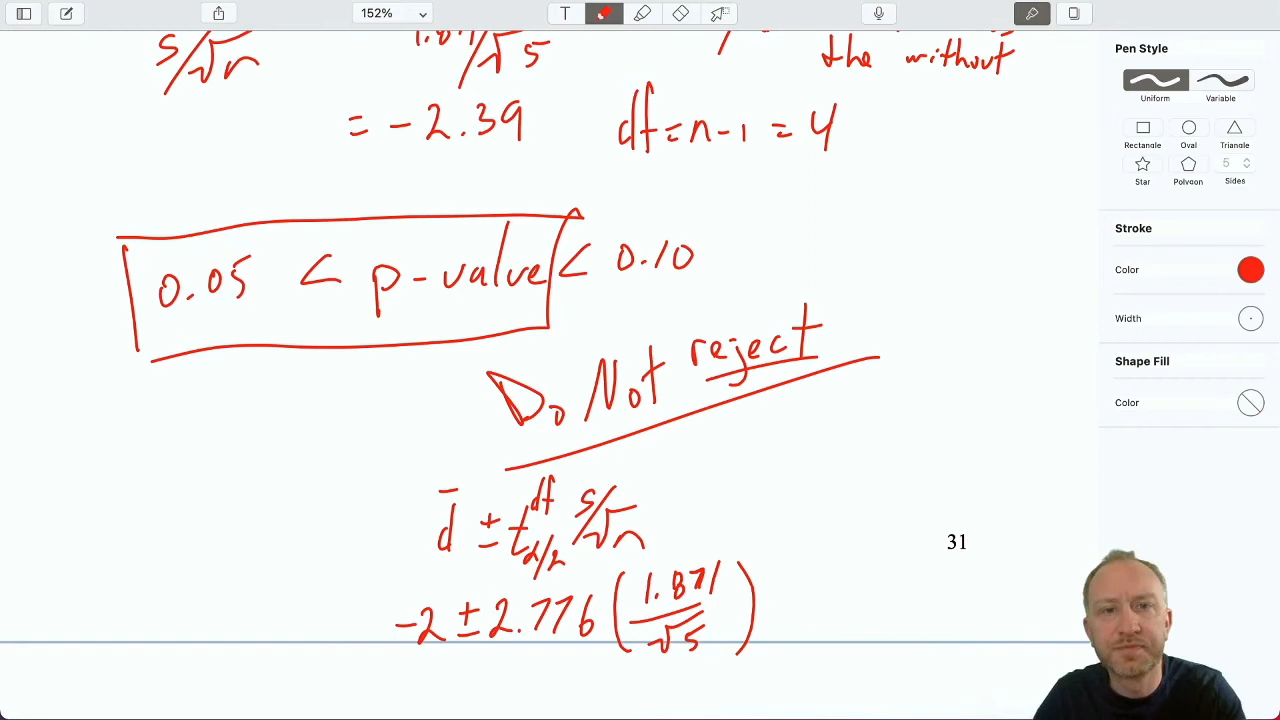 152%
T
Pen Style
Uniform Variable
Rectangle Oval Triangle
5
Star Polygon Sides
Stroke
Color
Width
Shape Fill
Color
s/√n
/√5
the without
= -2.39 df = n-1 = 4
0.05 < p-value < 0.10
Do Not reject
d̄ ± t df α/2 s/√n
-2 ± 2.776 (1.871/√5)
31